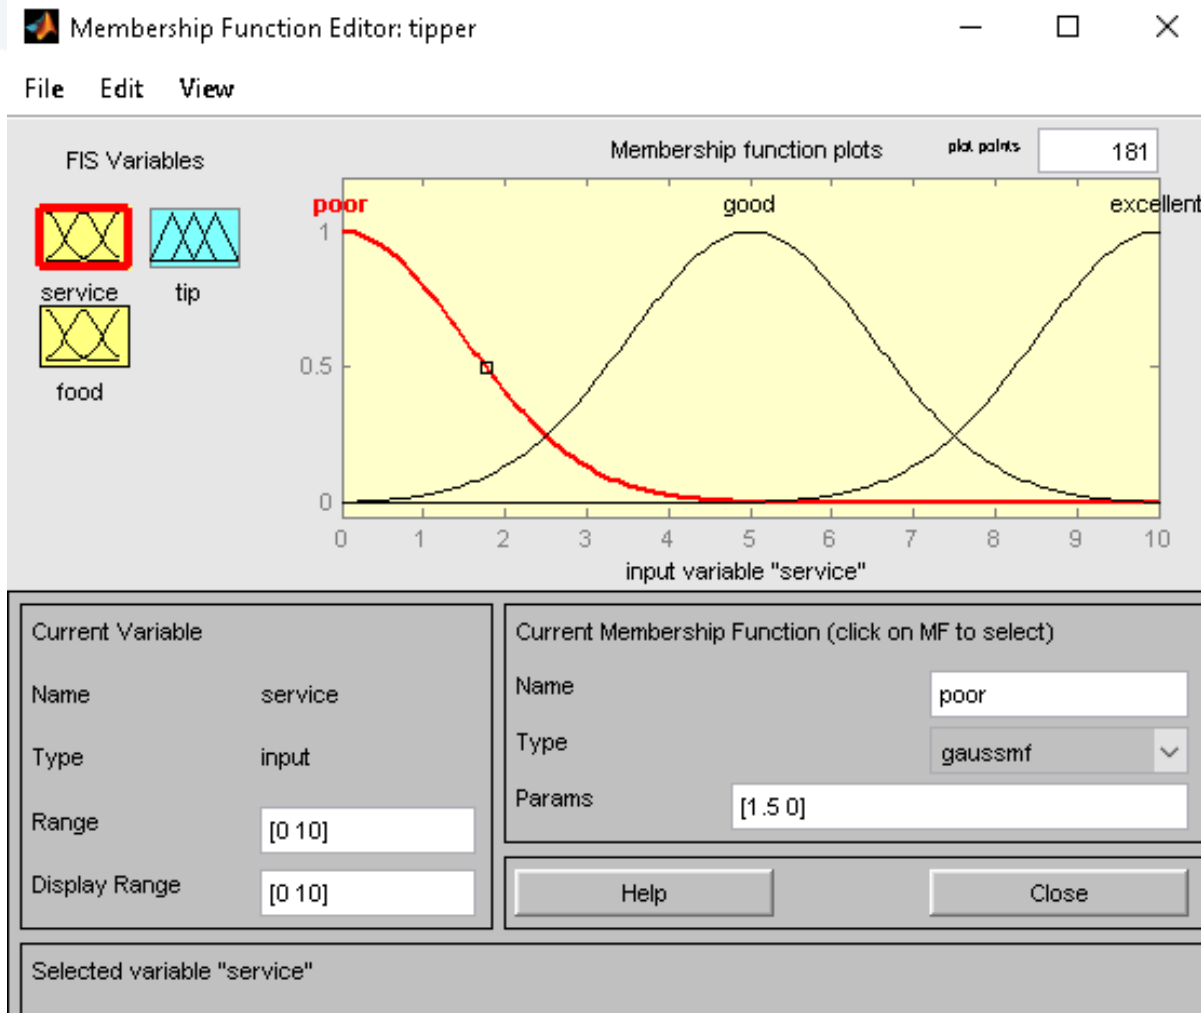 Membership Function Editor: tipper
File Edit View
FIS Variables
Membership function plots plot points 181
service tip
food
poor good excellent
1
0.5
0
0 1 2 3 4 5 6 7 8 9 10
input variable "service"
Current Variable
Name service
Type input
Range [0 10]
Display Range [0 10]
Current Membership Function (click on MF to select)
Name poor
Type gaussmf
Params [1.5 0]
Help Close
Selected variable "service"